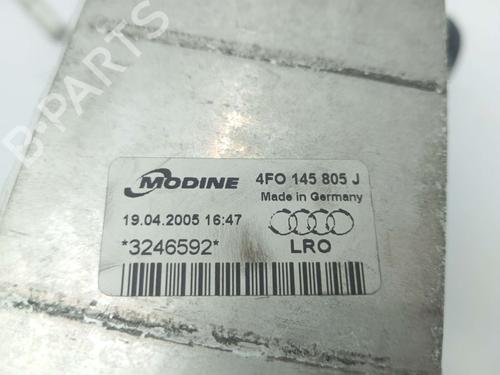 B-PARTS
MODINE 4FO 145 805 J
Made in Germany
19.04.2005 16:47
*3246592* LRO